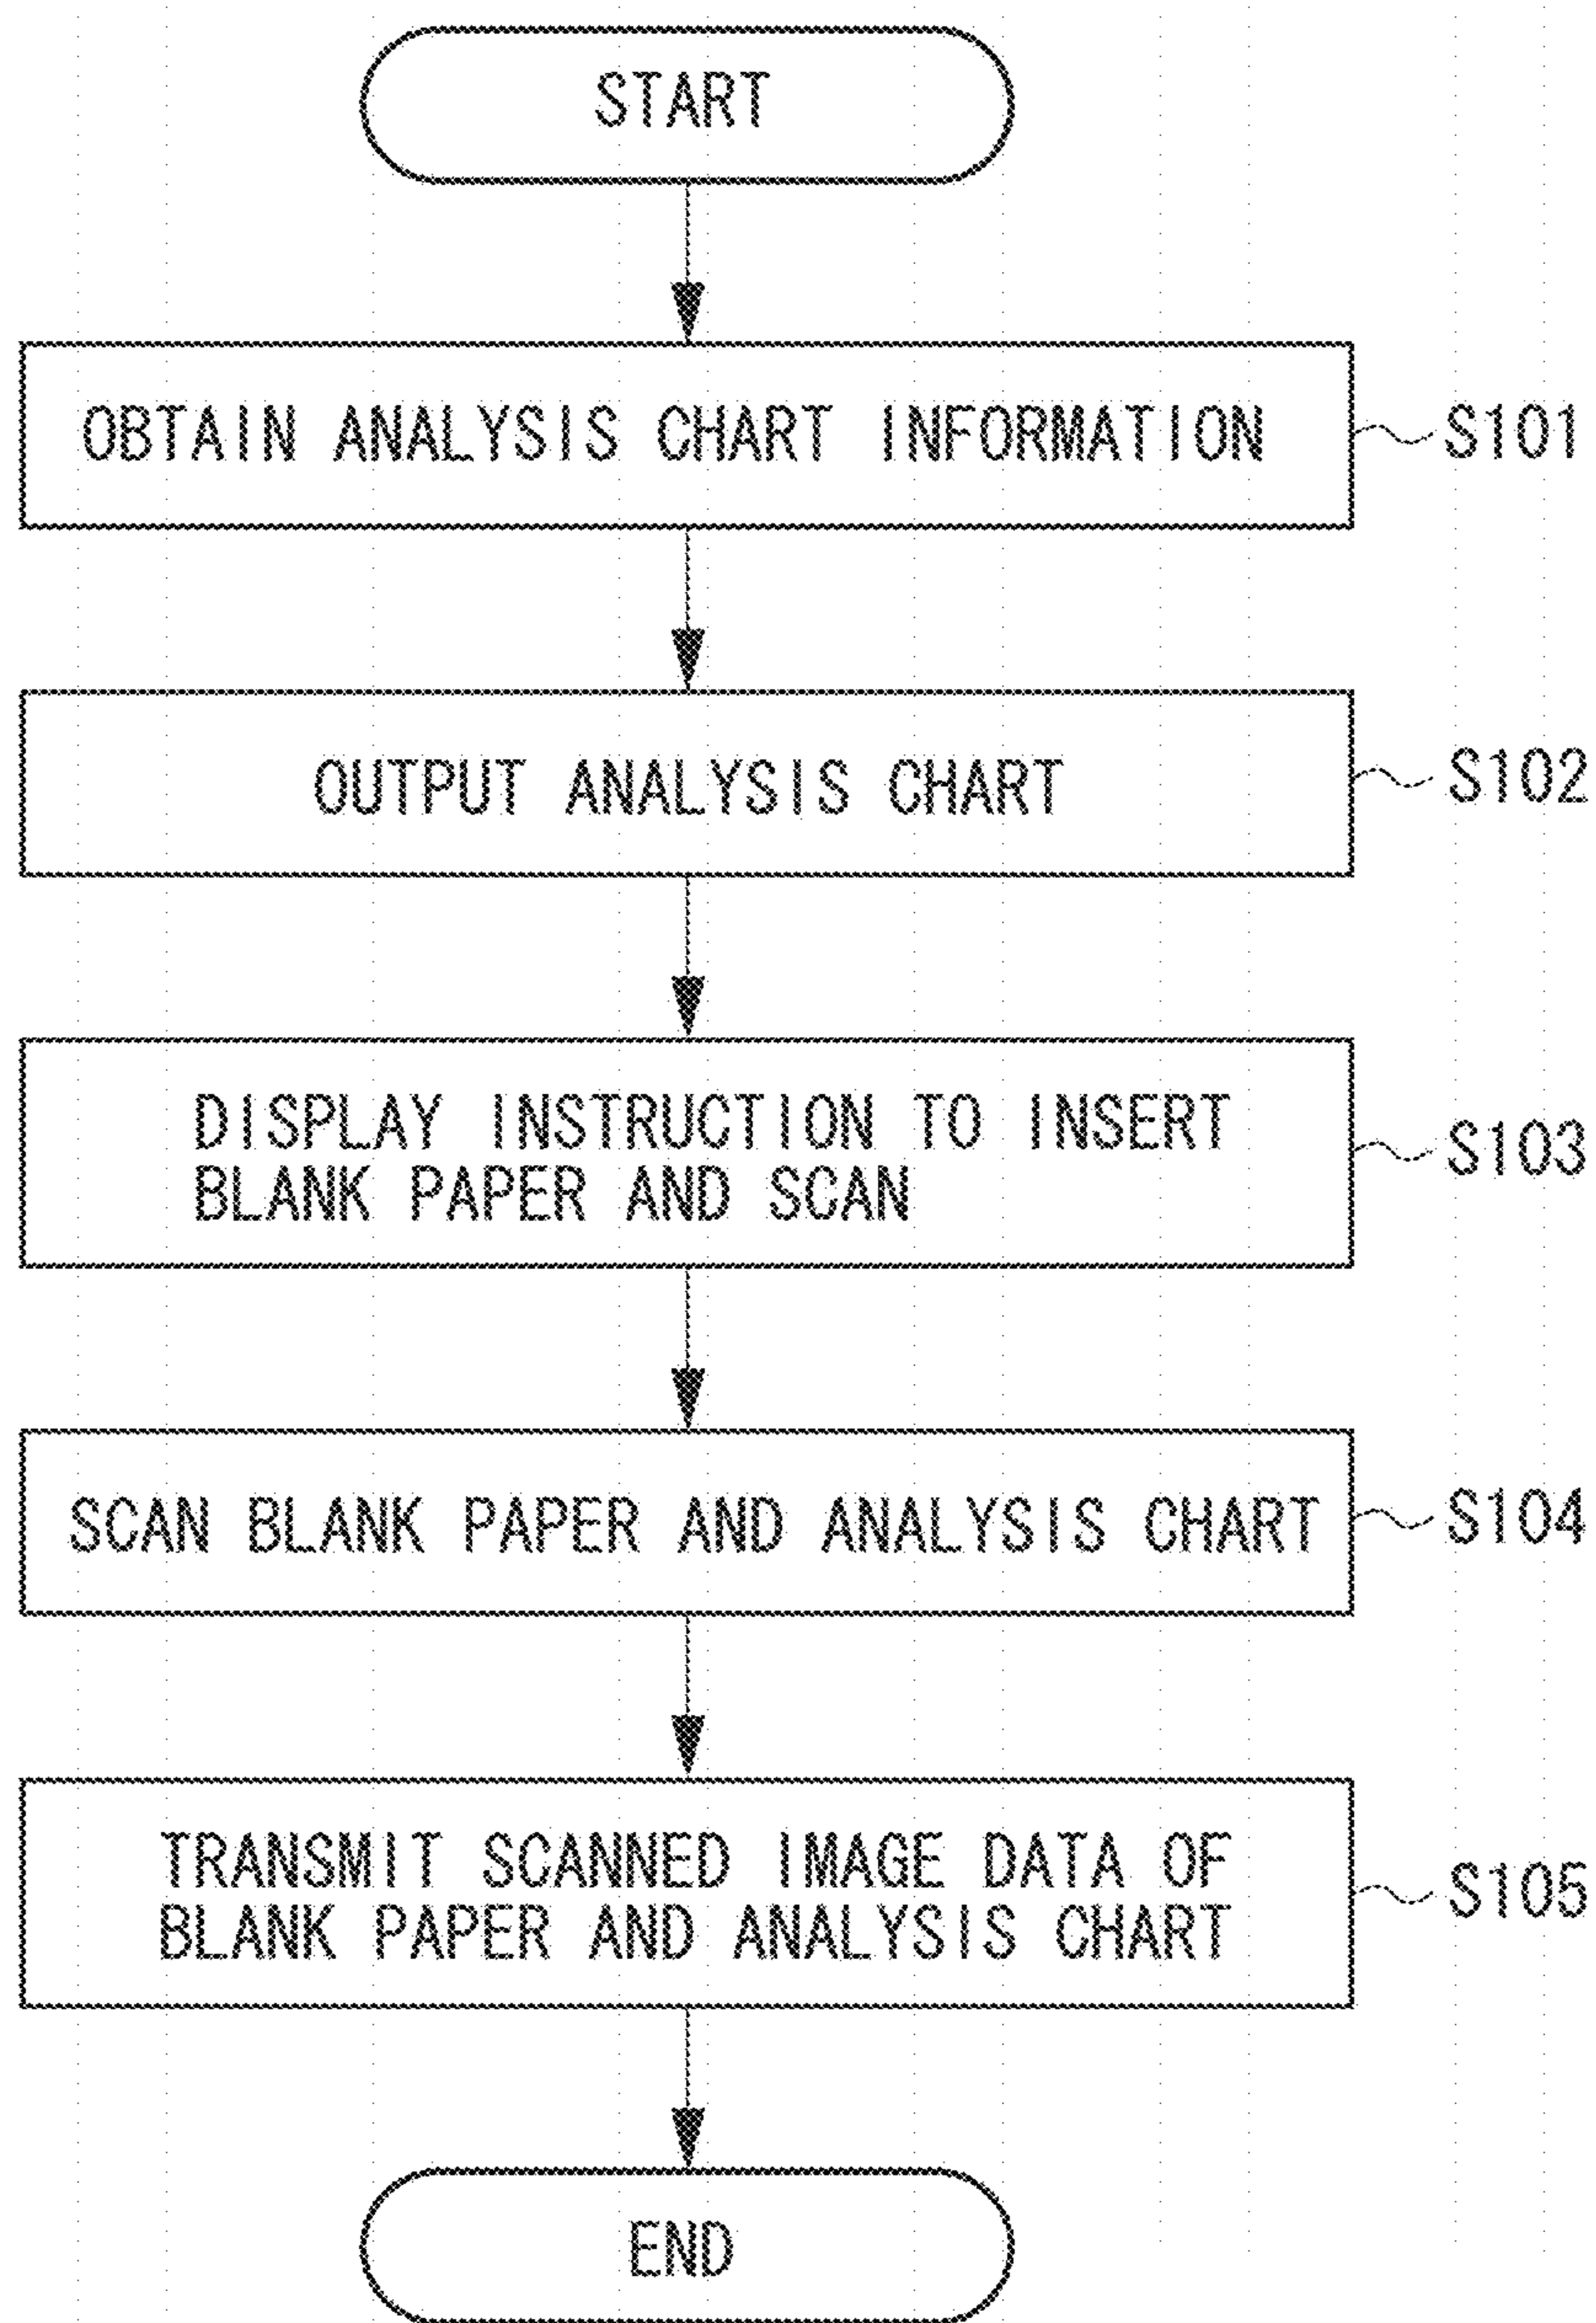 START
OBTAIN ANALYSIS CHART INFORMATION
S101
OUTPUT ANALYSIS CHART
S102
DISPLAY INSTRUCTION TO INSERT
BLANK PAPER AND SCAN
S103
SCAN BLANK PAPER AND ANALYSIS CHART
S104
TRANSMIT SCANNED IMAGE DATA OF
BLANK PAPER AND ANALYSIS CHART
S105
END